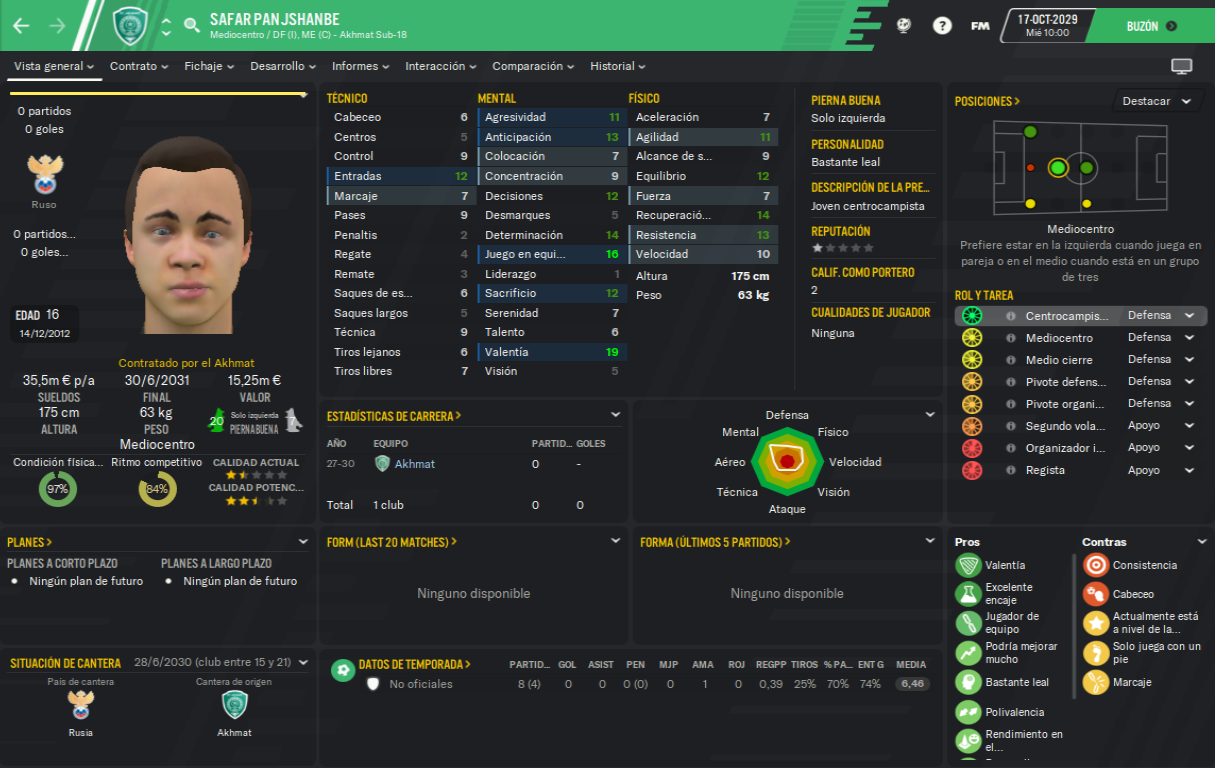 SAFAR PANJSHANBE
Mediocentro / DF (I), ME (C) - Akhmat Sub-18
?
FM
17-OCT-2029
Mié 10:00
BUZÓN
Vista general
Contrato
Fichaje
Desarrollo
Informes
Interacción
Comparación
Historial
0 partidos
0 goles
Ruso
0 partidos...
0 goles...
EDAD 16
14/12/2012
Contratado por el Akhmat
35,5m € p/a
SUELDOS
30/6/2031
FINAL
15,25m €
VALOR
175 cm
ALTURA
63 kg
PESO
20
Solo izquierda
PIERNA BUENA
7
Mediocentro
Condición física...
97%
Ritmo competitivo
84%
CALIDAD ACTUAL
CALIDAD POTENC...
TÉCNICO
Cabeceo 6
Centros 5
Control 9
Entradas 12
Marcaje 7
Pases 9
Penaltis 2
Regate 4
Remate 3
Saques de es... 6
Saques largos 5
Técnica 9
Tiros lejanos 6
Tiros libres 7
MENTAL
Agresividad 11
Anticipación 13
Colocación 7
Concentración 9
Decisiones 12
Desmarques 5
Determinación 14
Juego en equi... 16
Liderazgo 1
Sacrificio 12
Serenidad 7
Talento 6
Valentía 19
Visión 5
FÍSICO
Aceleración 7
Agilidad 11
Alcance de s... 9
Equilibrio 12
Fuerza 7
Recuperació... 14
Resistencia 13
Velocidad 10
Altura 175 cm
Peso 63 kg
PIERNA BUENA
Solo izquierda
PERSONALIDAD
Bastante leal
DESCRIPCIÓN DE LA PRE...
Joven centrocampista
REPUTACIÓN
CALIF. COMO PORTERO
2
CUALIDADES DE JUGADOR
Ninguna
POSICIONES >
Destacar
Mediocentro
Prefiere estar en la izquierda cuando juega en
pareja o en el medio cuando está en un grupo
de tres
ROL Y TAREA
Centrocampis... Defensa
Mediocentro Defensa
Medio cierre Defensa
Pivote defens... Defensa
Pivote organi... Defensa
Segundo vola... Apoyo
Organizador i... Apoyo
Regista Apoyo
ESTADÍSTICAS DE CARRERA >
AÑO EQUIPO PARTID... GOLES
27-30 Akhmat 0 -
Total 1 club 0 0
Defensa
Mental Físico
Aéreo Velocidad
Técnica Visión
Ataque
PLANES >
PLANES A CORTO PLAZO
Ningún plan de futuro
PLANES A LARGO PLAZO
Ningún plan de futuro
FORM (LAST 20 MATCHES) >
Ninguno disponible
FORMA (ÚLTIMOS 5 PARTIDOS) >
Ninguno disponible
Pros
Valentía
Excelente
encaje
Jugador de
equipo
Podría mejorar
mucho
Bastante leal
Polivalencia
Rendimiento en
el...
Contras
Consistencia
Cabeceo
Actualmente está
a nivel de la...
Solo juega con un
pie
Marcaje
SITUACIÓN DE CANTERA 28/6/2030 (club entre 15 y 21)
País de cantera
Rusia
Cantera de origen
Akhmat
DATOS DE TEMPORADA > PARTID... GOL ASIST PEN MJP AMA ROJ REGPP TIROS % PA... ENT G MEDIA
No oficiales 8 (4) 0 0 0 (0) 0 1 0 0,39 25% 70% 74% 6,46